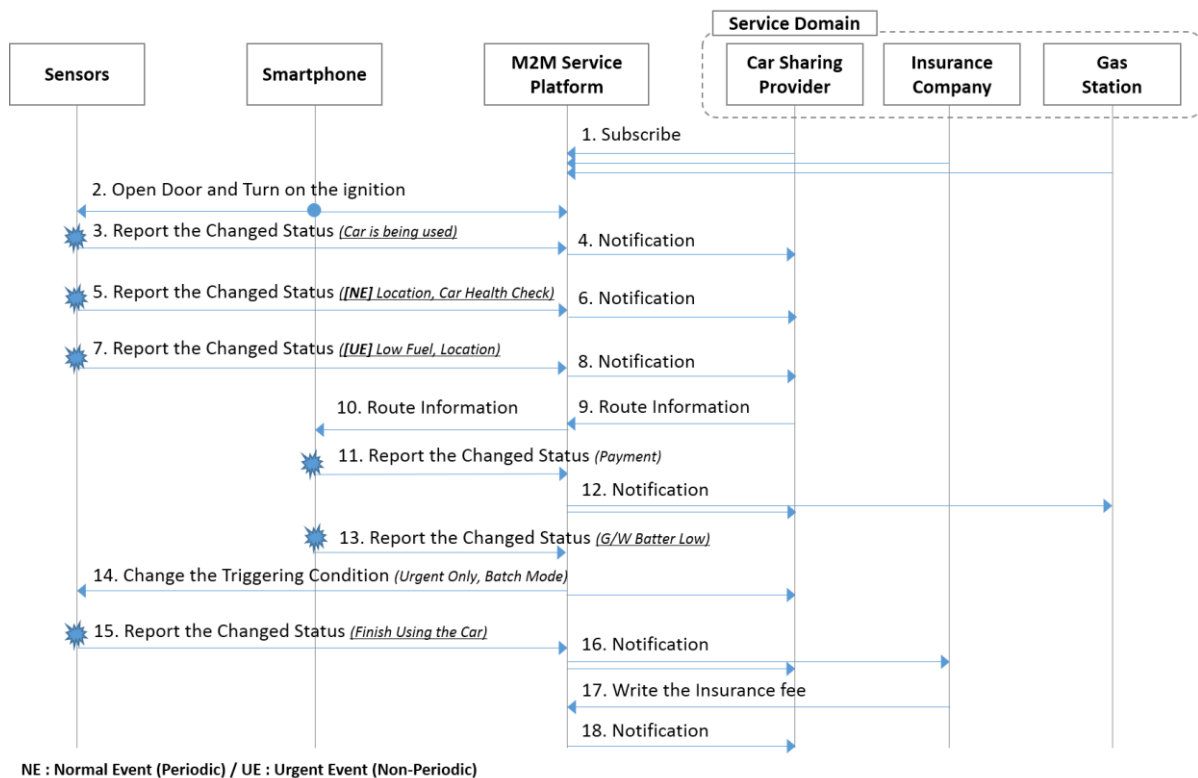 Service Domain
Sensors
Smartphone
M2M Service
Platform
Car Sharing
Provider
Insurance
Company
Gas
Station
1. Subscribe
2. Open Door and Turn on the ignition
3. Report the Changed Status (Car is being used)
4. Notification
5. Report the Changed Status ([NE] Location, Car Health Check)
6. Notification
7. Report the Changed Status ([UE] Low Fuel, Location)
8. Notification
9. Route Information
10. Route Information
11. Report the Changed Status (Payment)
12. Notification
13. Report the Changed Status (G/W Batter Low)
14. Change the Triggering Condition (Urgent Only, Batch Mode)
15. Report the Changed Status (Finish Using the Car)
16. Notification
17. Write the Insurance fee
18. Notification
NE : Normal Event (Periodic) / UE : Urgent Event (Non-Periodic)